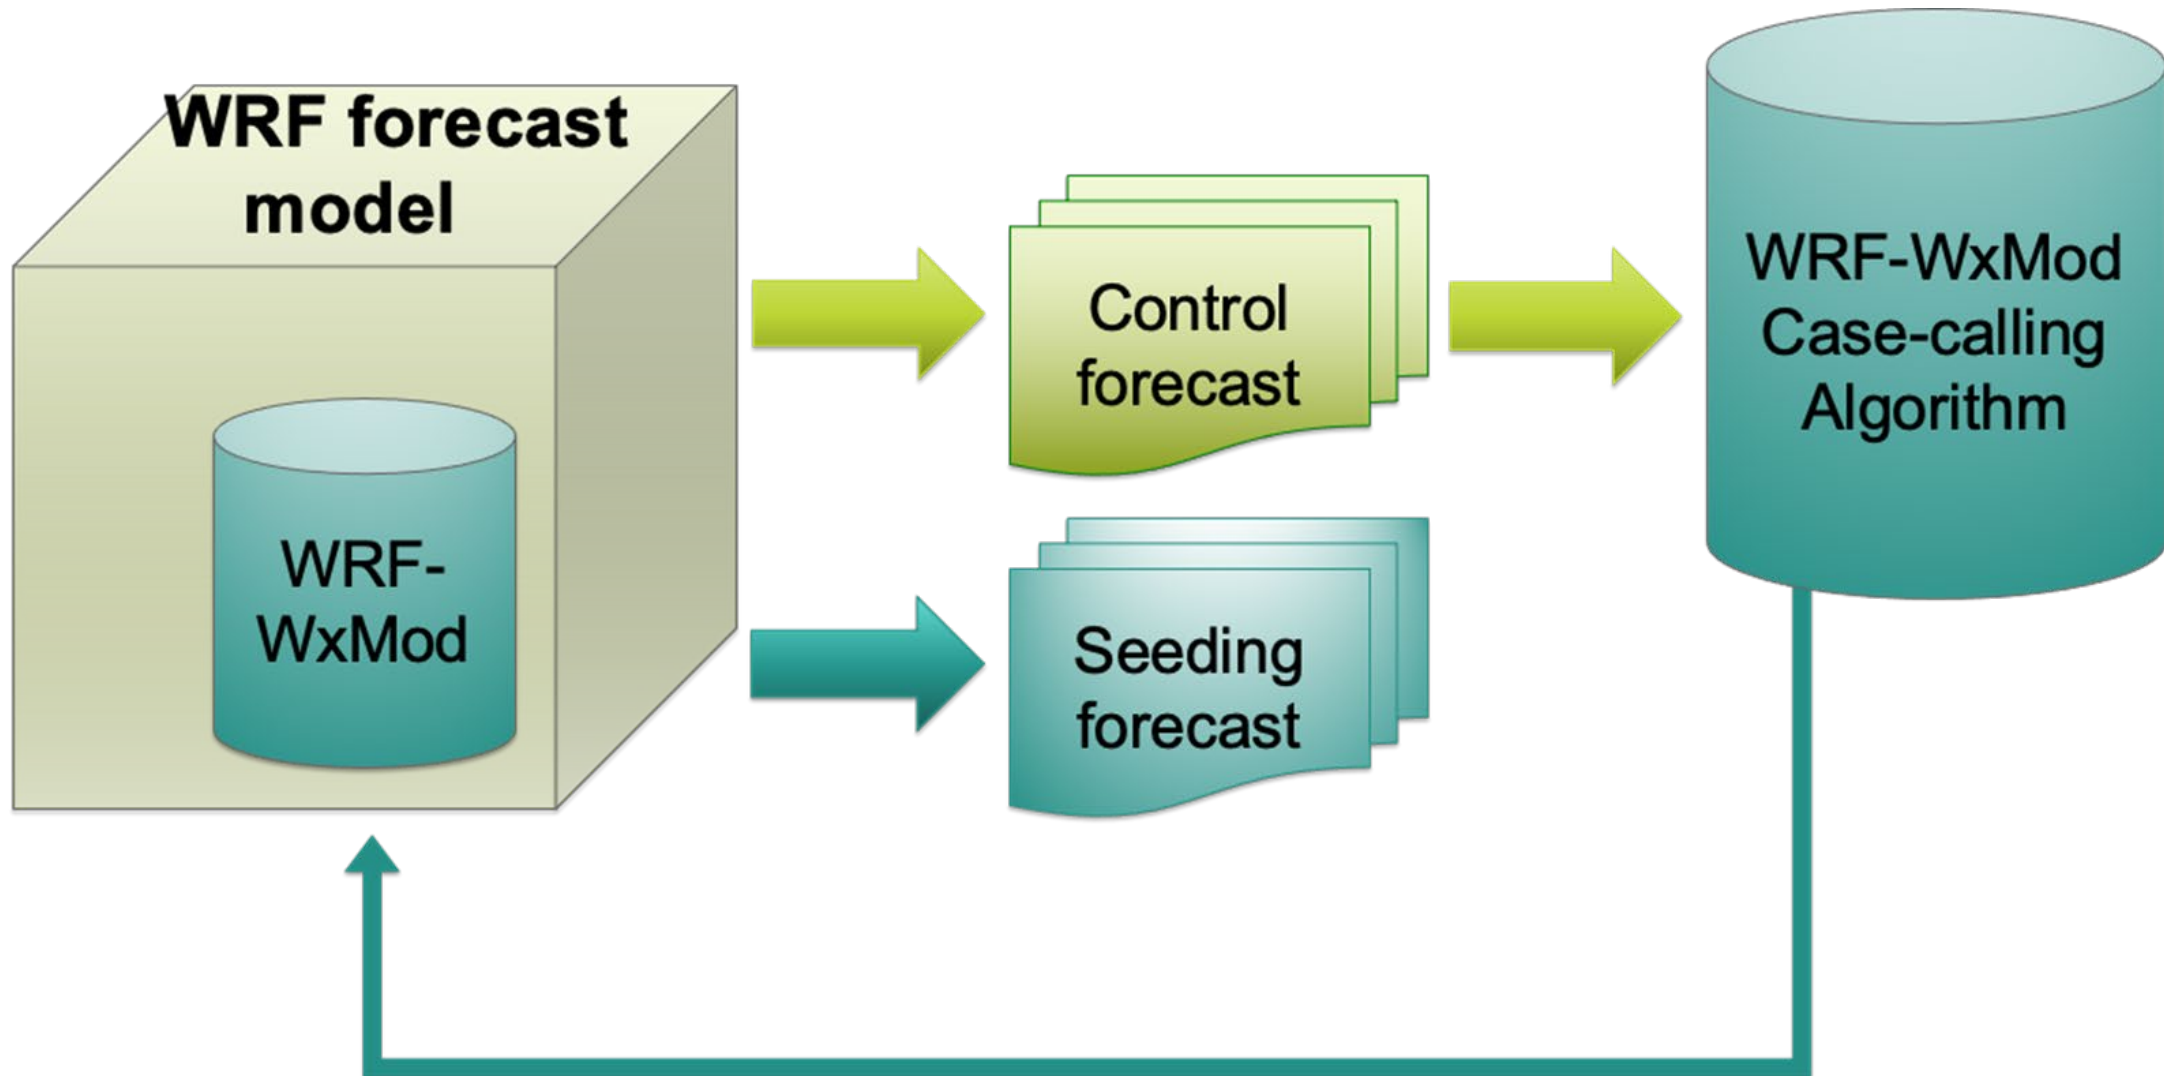 WRF forecast
model
WRF-
WxMod
Control
forecast
Seeding
forecast
WRF-WxMod
Case-calling
Algorithm